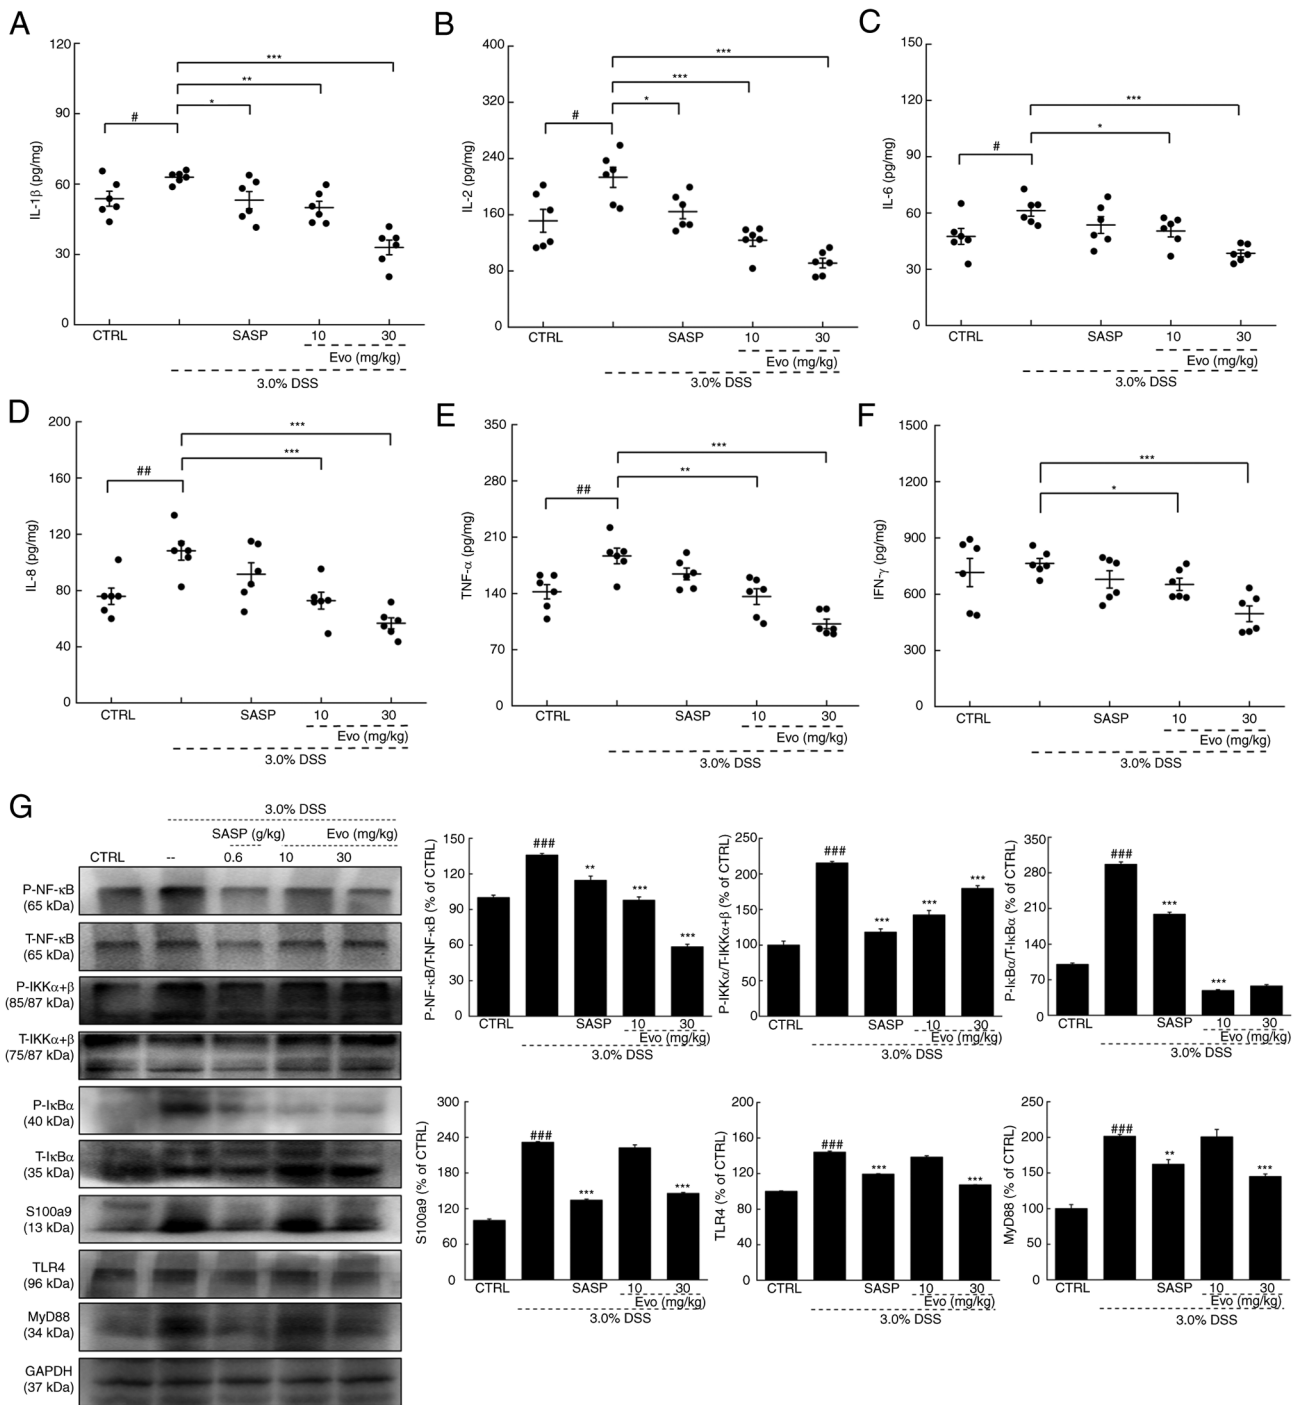 A
IL-1β (pg/mg)
120
90
60
30
0
#
*
**
***
CTRL
SASP
10
30
Evo (mg/kg)
3.0% DSS
B
IL-2 (pg/mg)
400
320
240
160
80
0
#
*
***
***
CTRL
SASP
10
30
Evo (mg/kg)
3.0% DSS
C
IL-6 (pg/mg)
150
120
90
60
30
0
#
*
***
CTRL
SASP
10
30
Evo (mg/kg)
3.0% DSS
D
IL-8 (pg/mg)
200
160
120
80
40
0
##
***
***
CTRL
SASP
10
30
Evo (mg/kg)
3.0% DSS
E
TNF-α (pg/mg)
350
280
210
140
70
0
##
**
***
CTRL
SASP
10
30
Evo (mg/kg)
3.0% DSS
F
IFN-γ (pg/mg)
1500
1200
900
600
300
0
*
***
CTRL
SASP
10
30
Evo (mg/kg)
3.0% DSS
G
3.0% DSS
SASP (g/kg) Evo (mg/kg)
CTRL -- 0.6 10 30
P-NF-κB
(65 kDa)
T-NF-κB
(65 kDa)
P-IKKα+β
(85/87 kDa)
T-IKKα+β
(75/87 kDa)
P-IκBα
(40 kDa)
T-IκBα
(35 kDa)
S100a9
(13 kDa)
TLR4
(96 kDa)
MyD88
(34 kDa)
GAPDH
(37 kDa)
P-NF-κB/T-NF-κB (% of CTRL)
150
120
90
60
30
0
###
**
***
***
CTRL
SASP
10
30
Evo (mg/kg)
3.0% DSS
P-IKKα/T-IKKα+β (% of CTRL)
250
200
150
100
50
0
###
***
***
***
CTRL
SASP
10
30
Evo (mg/kg)
3.0% DSS
P-IκBα/T-IκBα (% of CTRL)
350
280
210
140
70
0
###
***
***
CTRL
SASP
10
30
Evo (mg/kg)
3.0% DSS
S100a9 (% of CTRL)
300
240
180
120
60
0
###
***
***
CTRL
SASP
10
30
Evo (mg/kg)
3.0% DSS
TLR4 (% of CTRL)
200
160
140
120
80
40
0
###
***
***
CTRL
SASP
10
30
Evo (mg/kg)
3.0% DSS
MyD88 (% of CTRL)
250
200
150
100
50
0
###
**
***
CTRL
SASP
10
30
Evo (mg/kg)
3.0% DSS